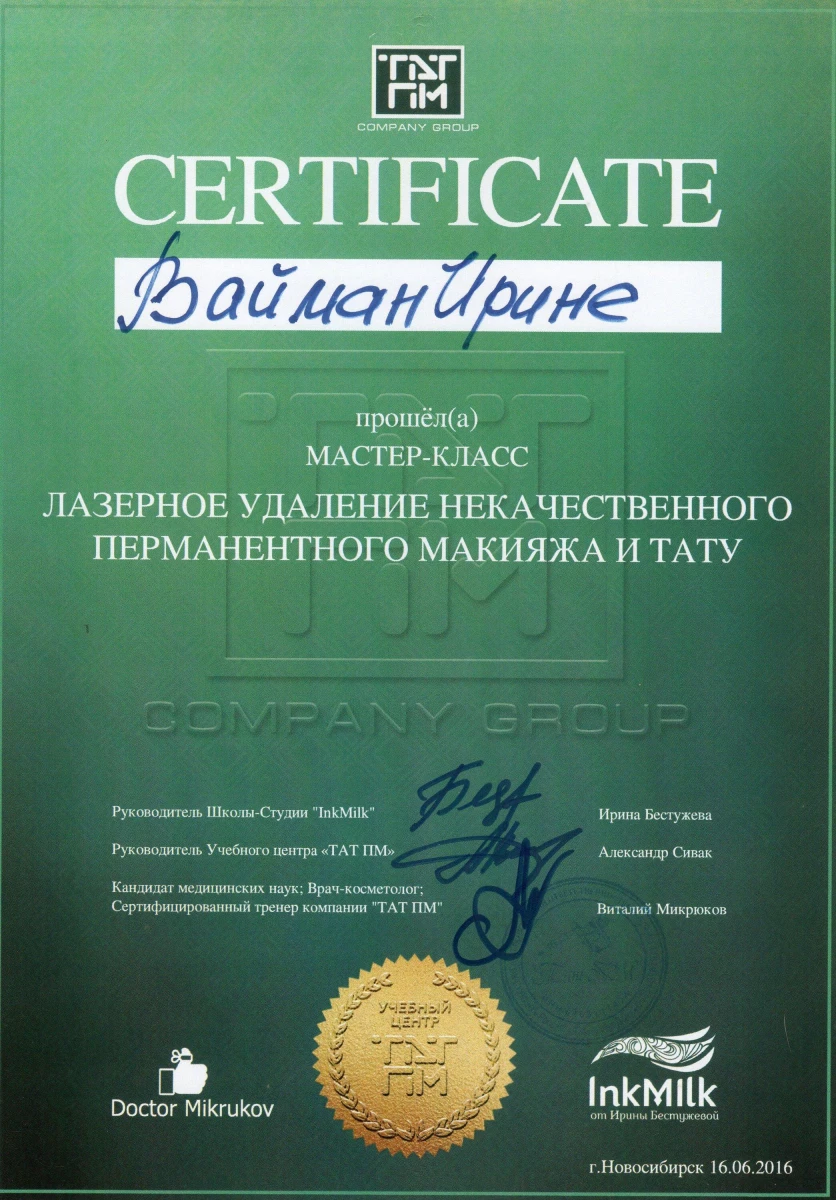 ТАТ
ПМ
COMPANY GROUP
CERTIFICATE
Вайман Ирине
прошёл(а)
МАСТЕР-КЛАСС
ЛАЗЕРНОЕ УДАЛЕНИЕ НЕКАЧЕСТВЕННОГО
ПЕРМАНЕНТНОГО МАКИЯЖА И ТАТУ
ТАТ
ПМ
COMPANY GROUP
Руководитель Школы-Студии "InkMilk" Ирина Бестужева
Руководитель Учебного центра «ТАТ ПМ» Александр Сивак
Кандидат медицинских наук; Врач-косметолог;
Сертифицированный тренер компании "ТАТ ПМ" Виталий Микрюков
УЧЕБНЫЙ
ЦЕНТР
ТАТ
ПМ
Doctor Mikrukov
InkMilk
от Ирины Бестужевой
г.Новосибирск 16.06.2016